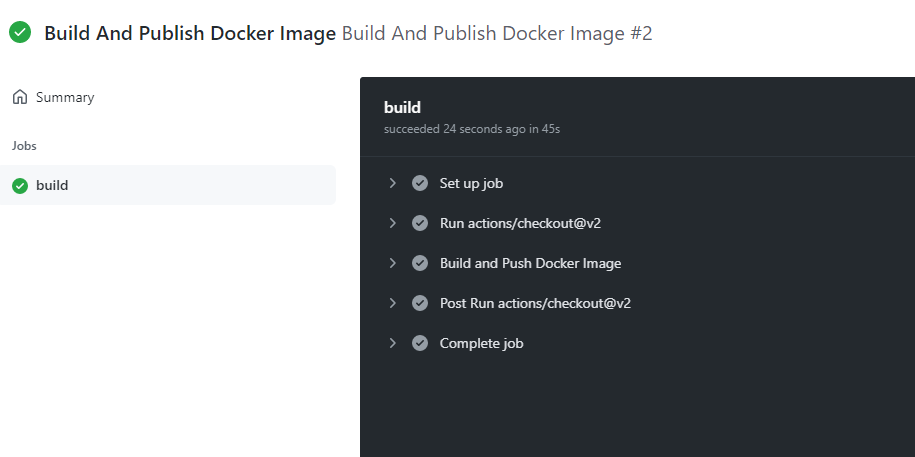 Build And Publish Docker Image Build And Publish Docker Image #2
Summary
Jobs
build
build
succeeded 24 seconds ago in 45s
Set up job
Run actions/checkout@v2
Build and Push Docker Image
Post Run actions/checkout@v2
Complete job